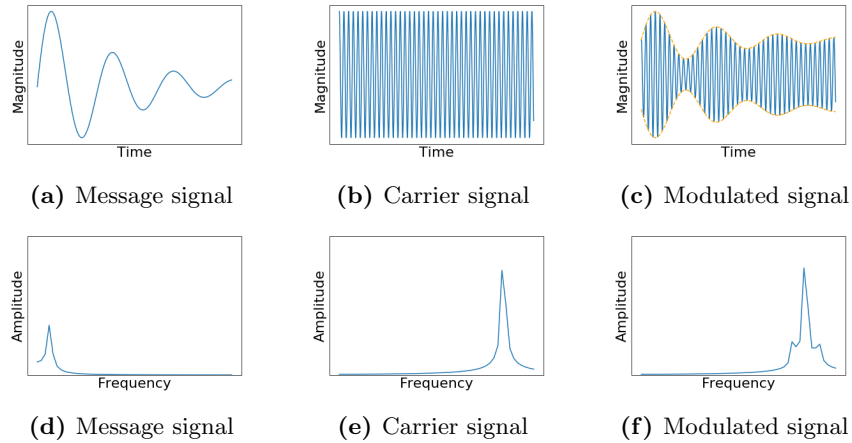 Magnitude
Time
(a) Message signal
Magnitude
Time
(b) Carrier signal
Magnitude
Time
(c) Modulated signal
Amplitude
Frequency
(d) Message signal
Amplitude
Frequency
(e) Carrier signal
Amplitude
Frequency
(f) Modulated signal